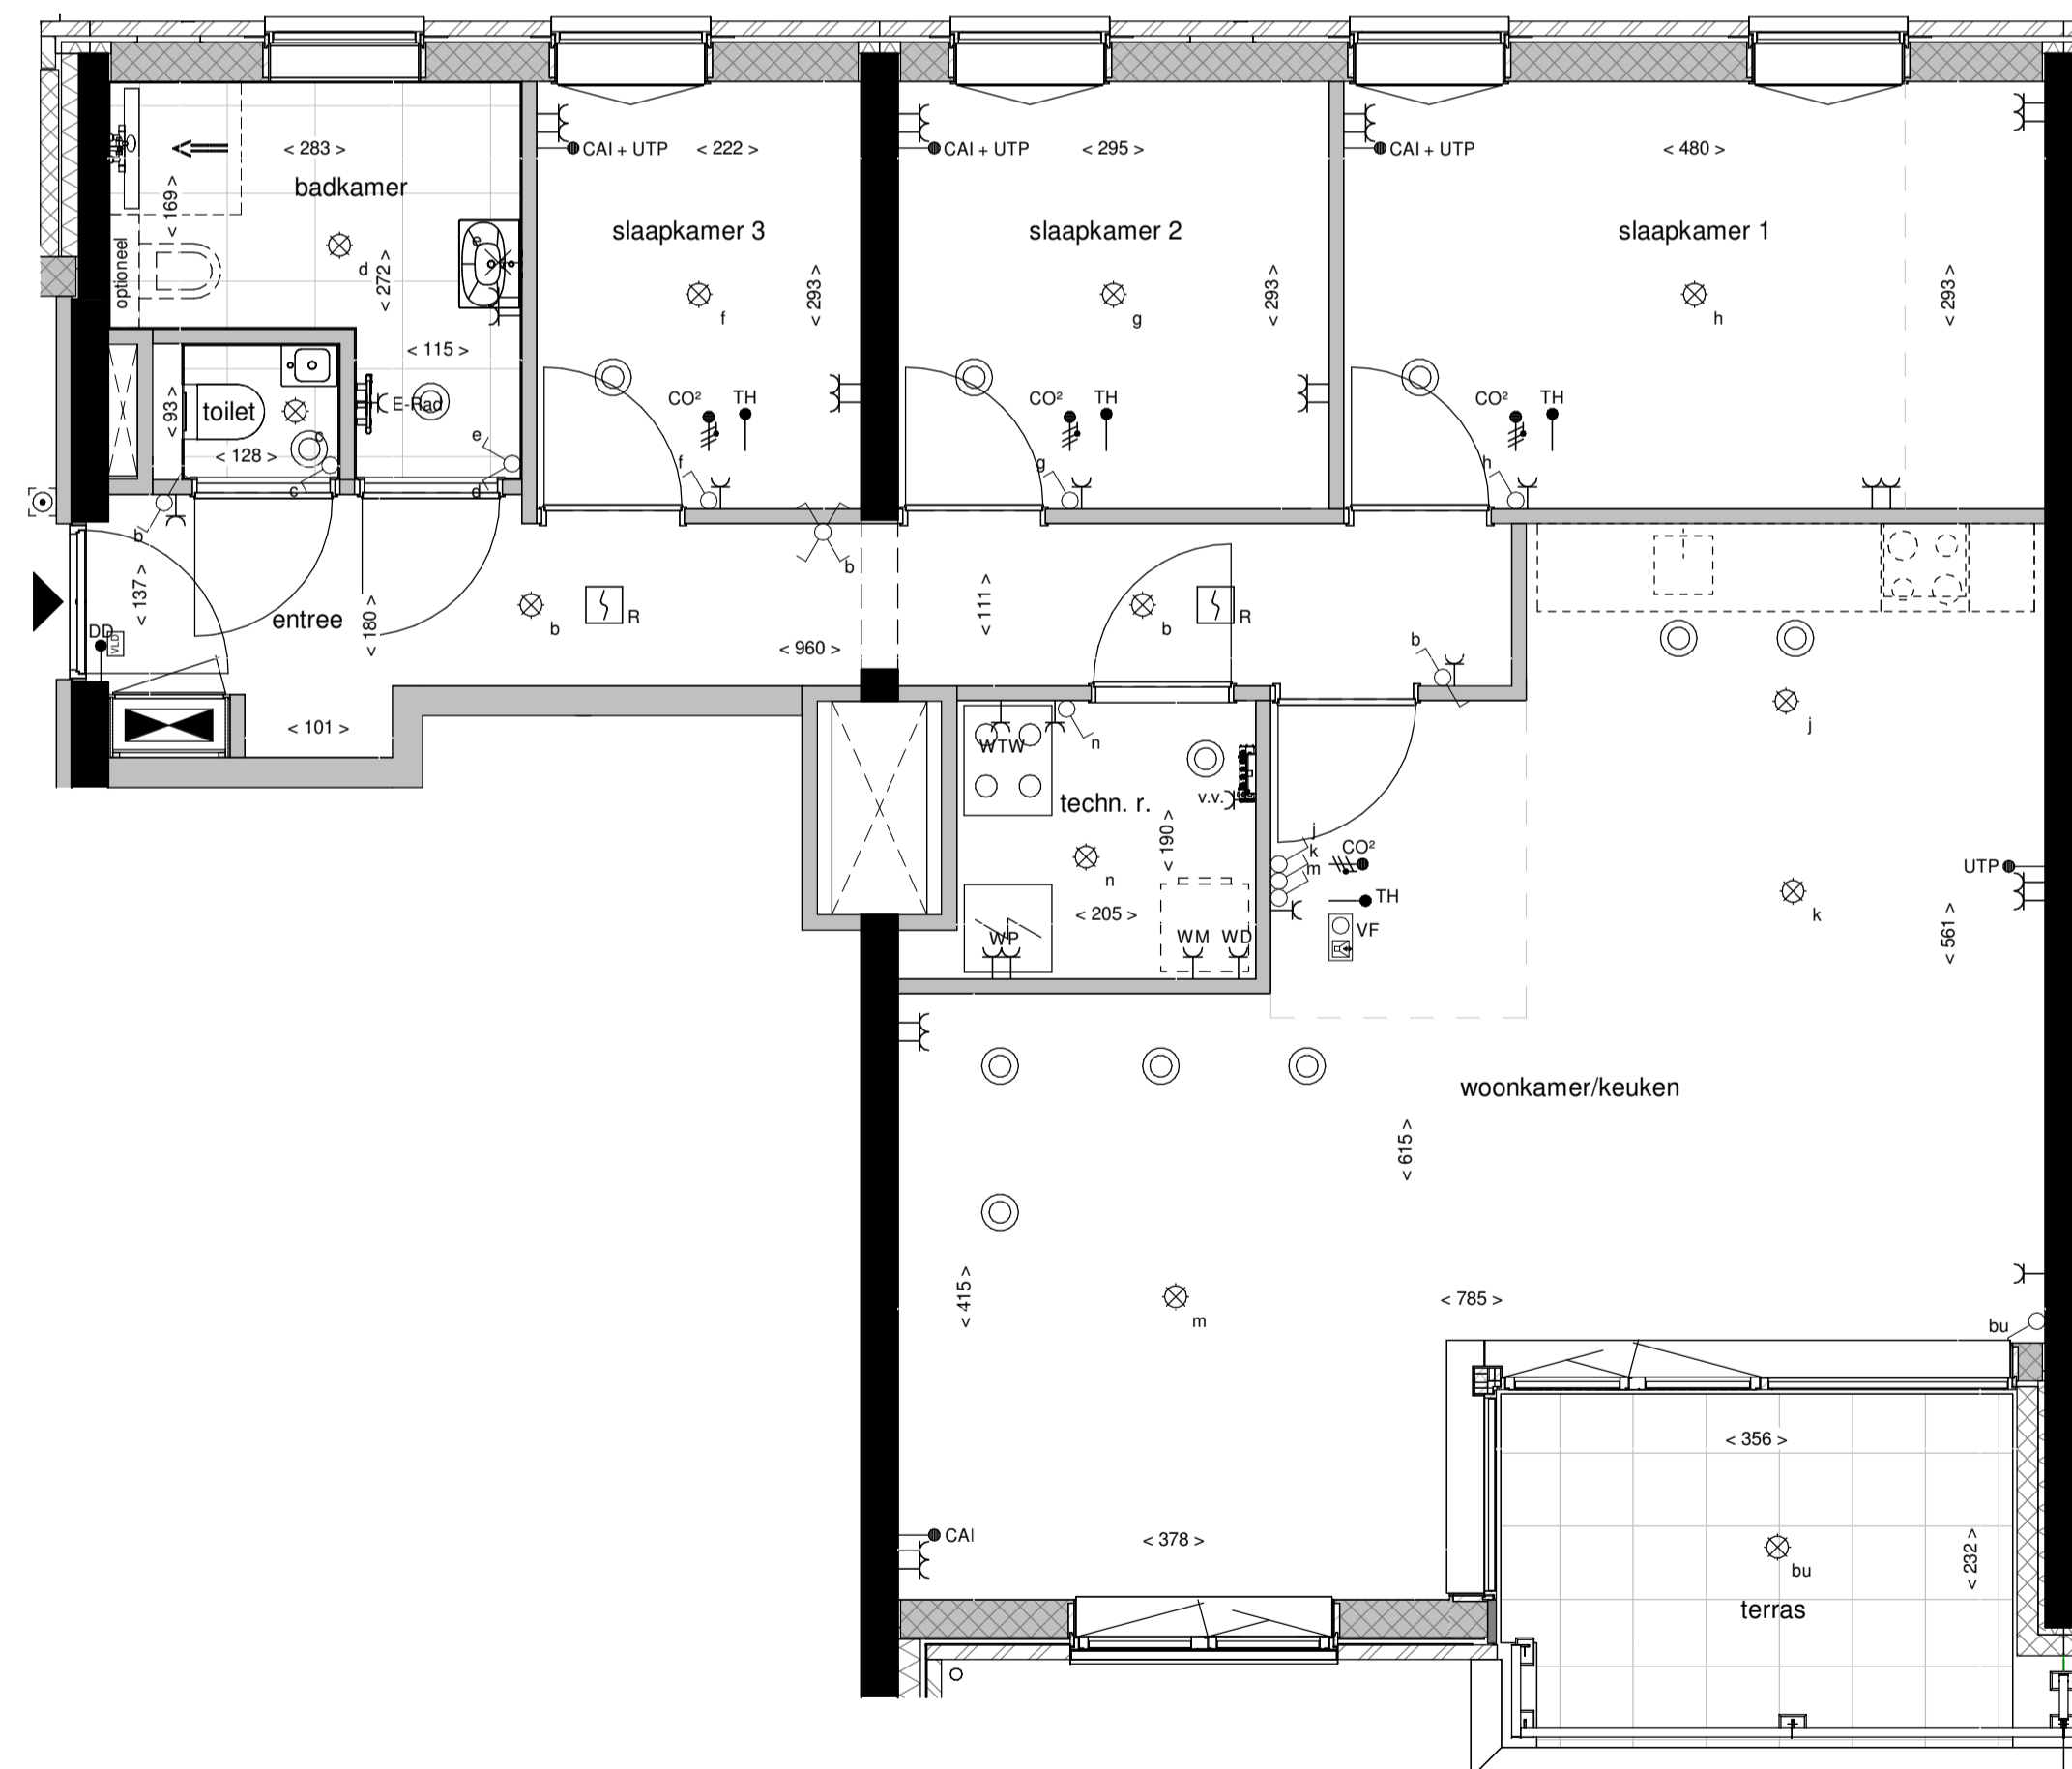 < 283 >
CAI + UTP
< 222 >
CAI + UTP
< 295 >
CAI + UTP
< 480 >
badkamer
< 169 >
slaapkamer 3
slaapkamer 2
slaapkamer 1
optioneel
e
d
< 272 >
< 293 >
< 293 >
< 293 >
f
g
h
< 115 >
CO²
TH
CO²
TH
CO²
TH
< 93 >
toilet
E-Rad
c
e
< 128 >
f
g
h
c
d
b
b
< 137 >
entree
< 180 >
b
R
< 111 >
b
R
DD
VLD
< 960 >
b
< 101 >
j
WTW
n
techn. r.
v.v.
< 190 >
j
k
m
CO²
UTP
n
TH
k
< 205 >
VF
WP
WM
WD
< 561 >
woonkamer/keuken
< 615 >
< 415 >
< 785 >
m
bu
< 356 >
CAI
< 378 >
bu
< 232 >
terras